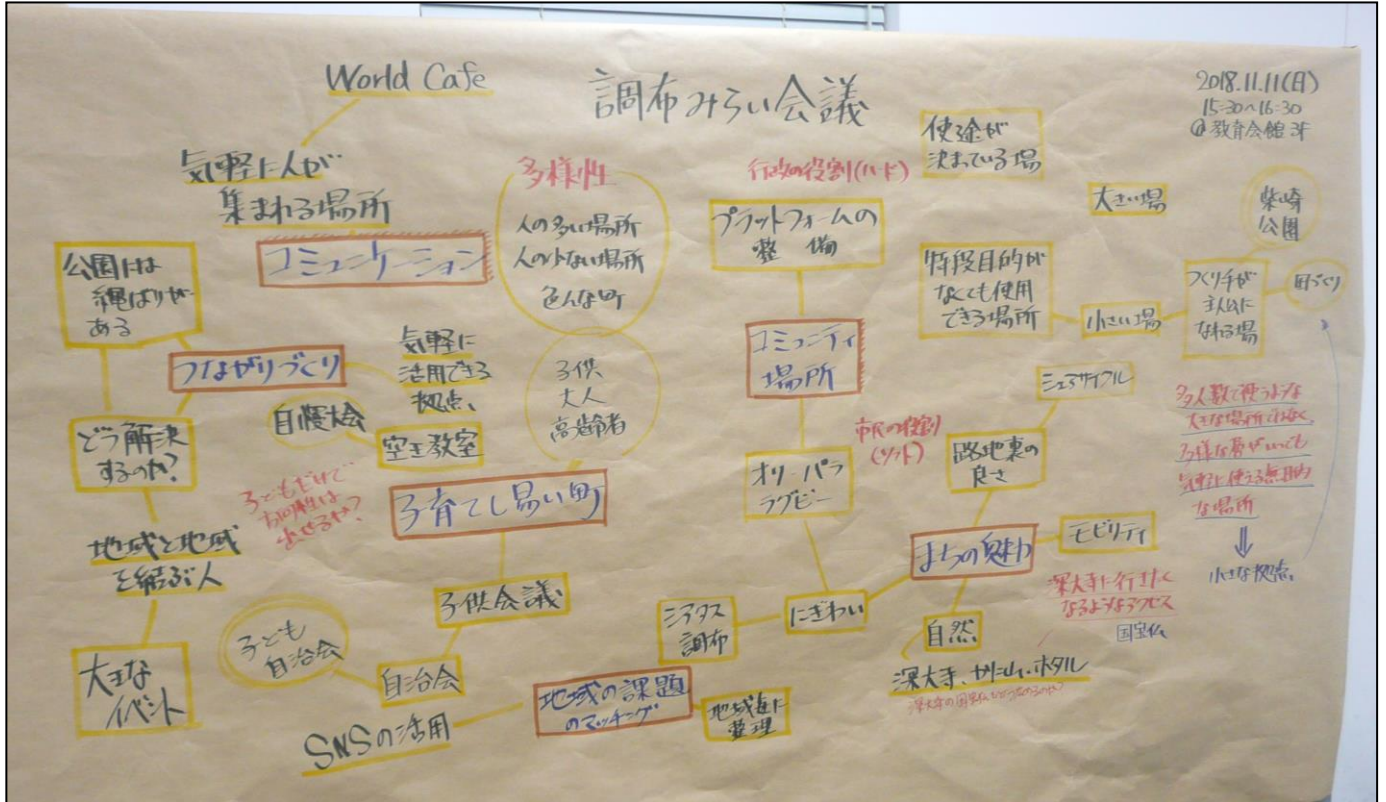 World Cafe
調布みらい会議
2018.11.11(日)
15:30~16:30
@教育会館 3F
気軽に人が
集まれる場所
コミュニケーション
公園には
縄ばりが
ある
つながりづくり
どう解決
するのか?
地域と地域
を結ぶ人
大きな
イベント
多様性
人の多い場所
人の少ない場所
色んな町
気軽に
活用できる
拠点、
自慢大会
空き教室
子供
大人
高齢者
子どもだけで
方向性は
出せるか?
子育てし易い町
子供会議
子ども
自治会
自治会
SNSの活用
地域の課題
のマッチング
地域毎に
整理
行政の役割(ハード)
プラットフォームの
整備
コミュニティ
場所
市民の役割
(ソフト)
オリーパラ
ラグビー
シアタス
調布
にぎわい
使途が
決まっている場
特段目的が
なくても使用
できる場所
大きい場
小さい場
つくり手が
主人公に
なれる場
柴崎
公園
シェアサイクル
路地裏の
良さ
まちの魅力
モビリティ
自然
深大寺、かに山、ホタル
深大寺に行きたく
なるようなアクセス
国宝仏
多人数で使うような
大きな場所でなく、
気軽に使える無目的
な場所
⇓
小さな拠点、